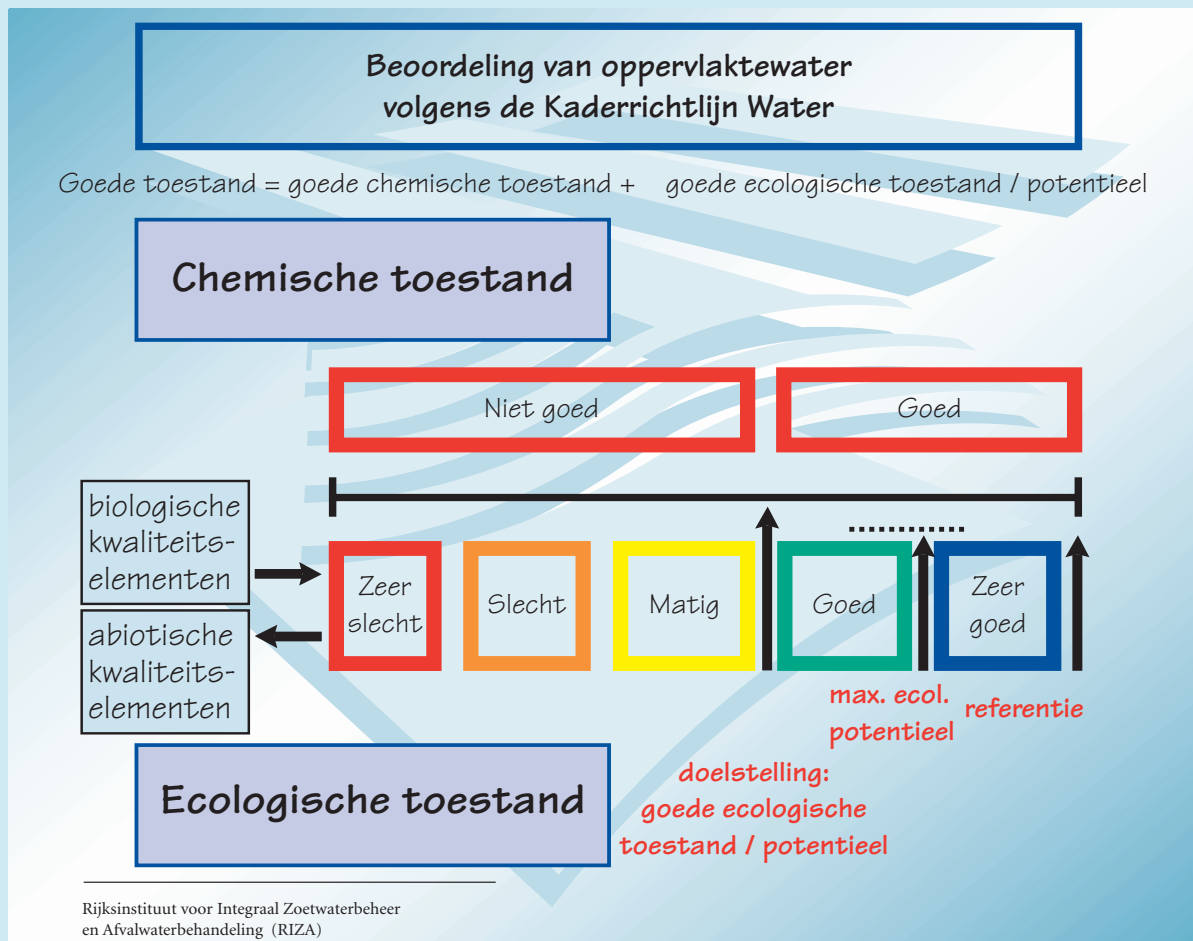 Beoordeling van oppervlaktewater
volgens de Kaderrichtlijn Water
Goede toestand = goede chemische toestand + goede ecologische toestand / potentieel
Chemische toestand
Niet goed
Goed
biologische
kwaliteits-
elementen
abiotische
kwaliteits-
elementen
Zeer
slecht
Slecht
Matig
Goed
Zeer
goed
max. ecol.
potentieel
referentie
doelstelling:
goede ecologische
toestand / potentieel
Ecologische toestand
Rijksinstituut voor Integraal Zoetwaterbeheer
en Afvalwaterbehandeling (RIZA)